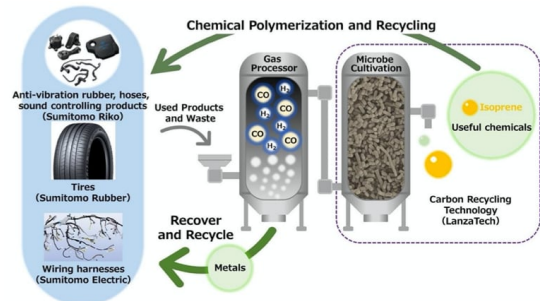 Chemical Polymerization and Recycling
Anti-vibration rubber, hoses,
sound controlling products
(Sumitomo Riko)
Tires
(Sumitomo Rubber)
Wiring harnesses
(Sumitomo Electric)
Used Products
and Waste
Gas
Processor
CO
H2
CO
H2
H2
CO
CO
H2
Microbe
Cultivation
Isoprene
Useful chemicals
Carbon Recycling
Technology
(LanzaTech)
Recover
and Recycle
Metals